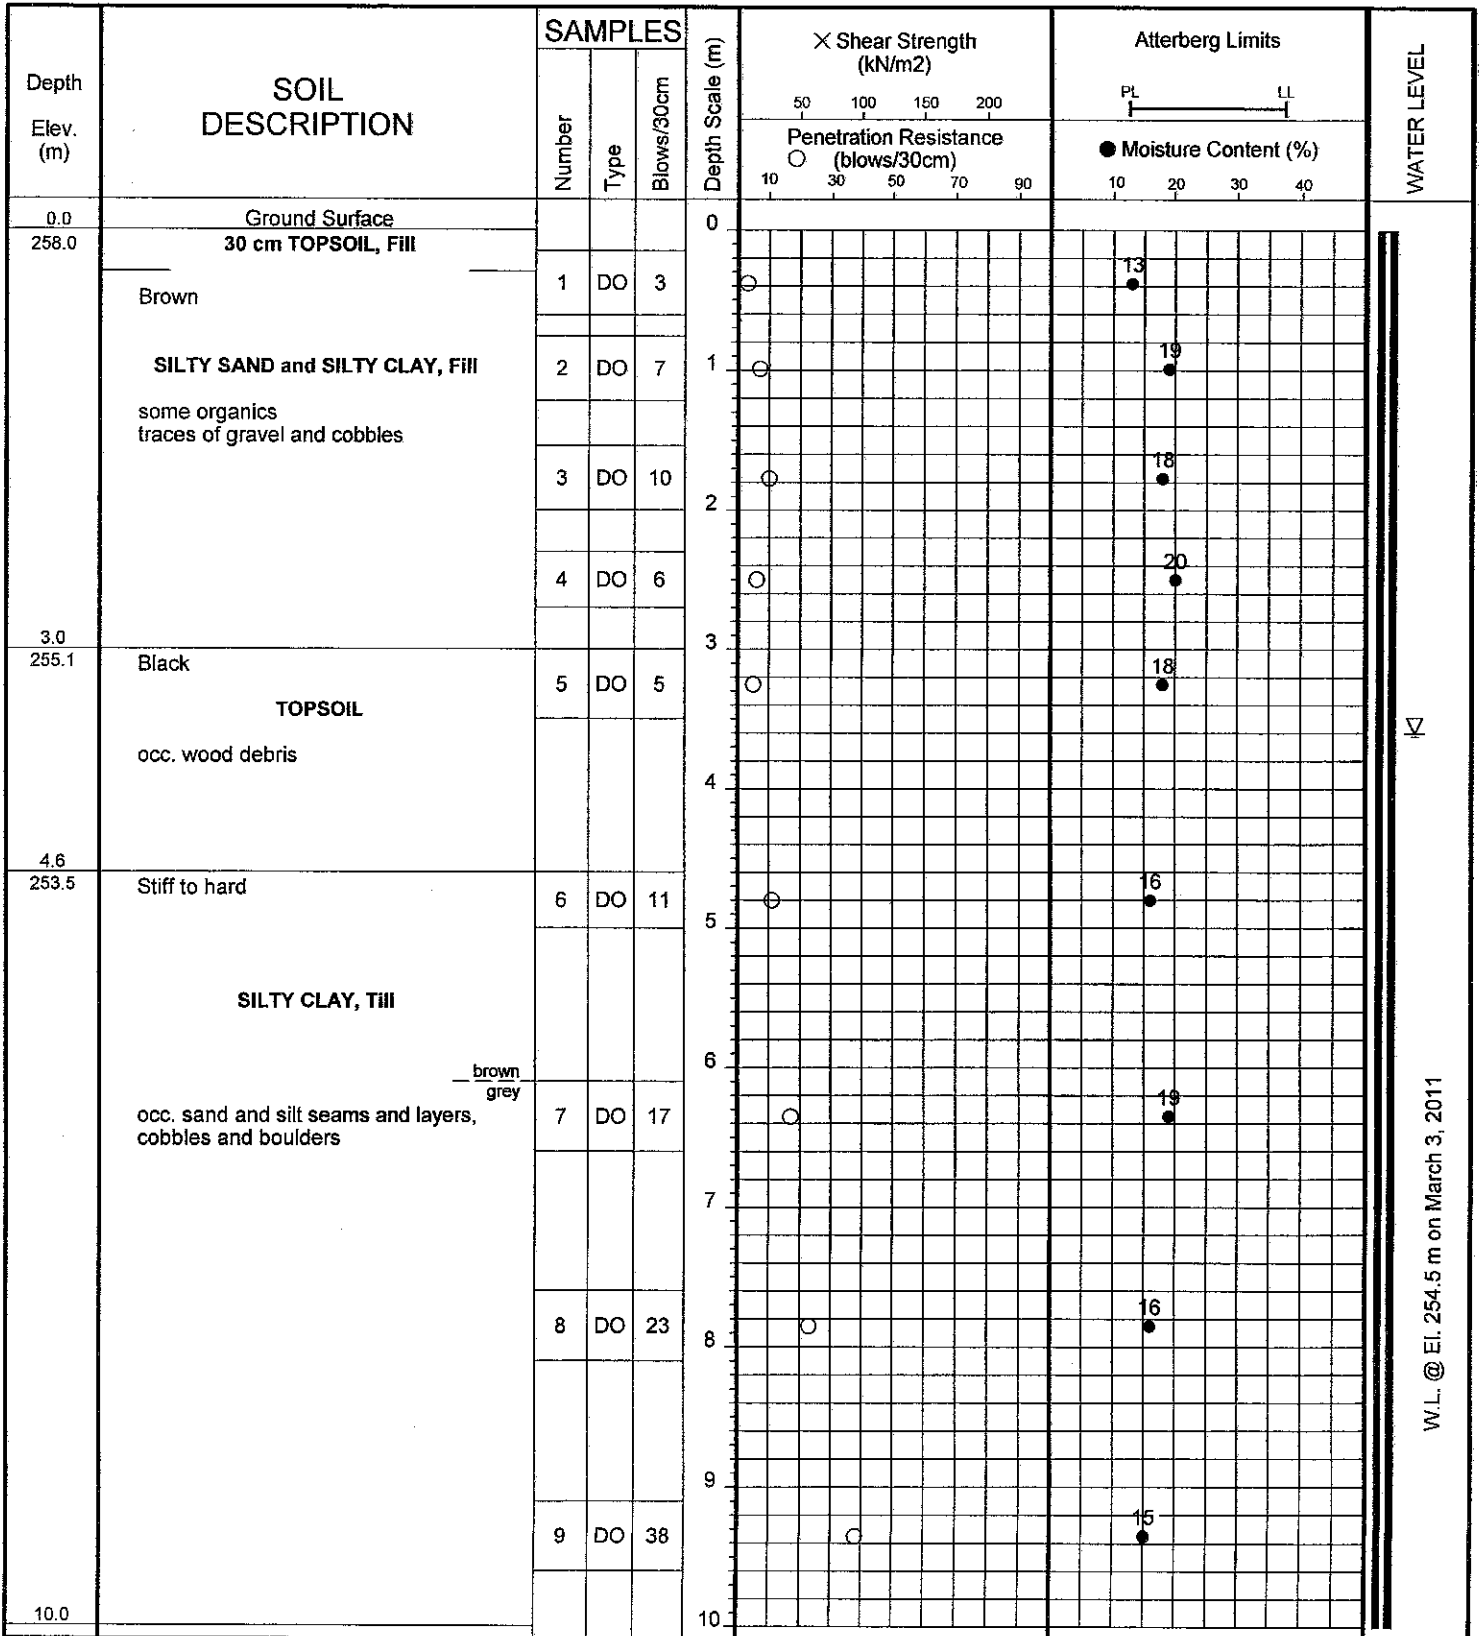 Depth
Elev.
(m)
SOIL
DESCRIPTION
SAMPLES
Number
Type
Blows/30cm
Depth Scale (m)
× Shear Strength
(kN/m2)
50 100 150 200
Penetration Resistance
(blows/30cm)
10 30 50 70 90
Atterberg Limits
PL LL
Moisture Content (%)
10 20 30 40
WATER LEVEL
0.0 Ground Surface 0
258.0 30 cm TOPSOIL, Fill
Brown
1 DO 3 13
SILTY SAND and SILTY CLAY, Fill
2 DO 7 1 19
some organics
traces of gravel and cobbles
3 DO 10 18
2
4 DO 6 20
3.0 3
255.1 Black
5 DO 5 18
TOPSOIL
occ. wood debris
4
4.6
253.5 Stiff to hard
6 DO 11 16
5
SILTY CLAY, Till
6
brown
grey
occ. sand and silt seams and layers,
cobbles and boulders
7 DO 17 19
7
8 DO 23 16
8
9
9 DO 38 15
10.0 10
W.L. @ El. 254.5 m on March 3, 2011